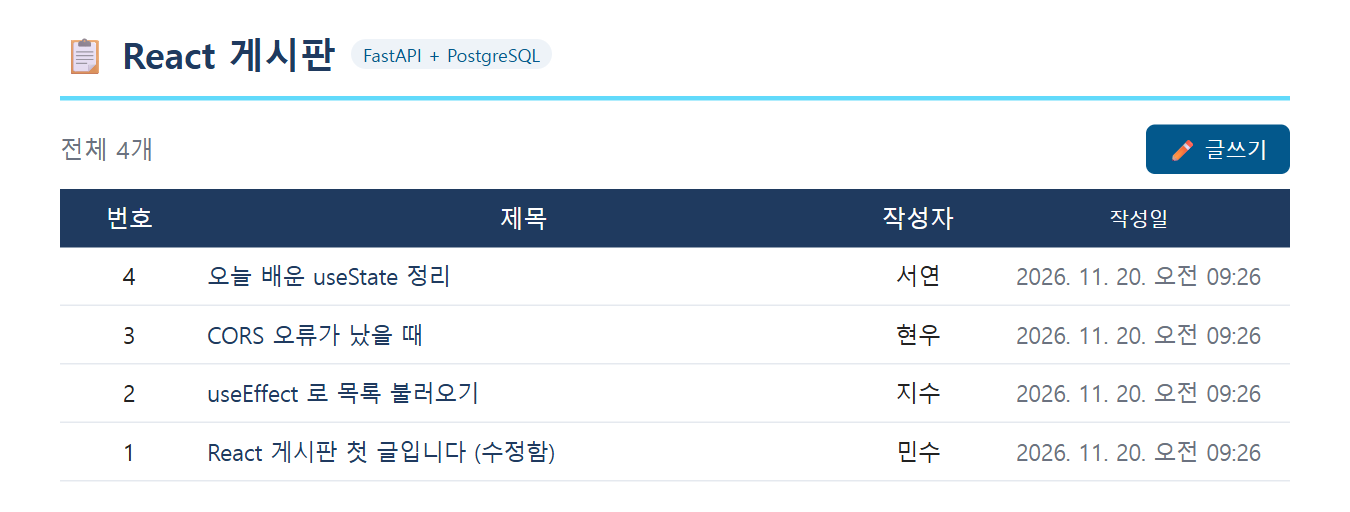 React 게시판 FastAPI + PostgreSQL
전체 4개
글쓰기
번호 제목 작성자 작성일
4 오늘 배운 useState 정리 서연 2026. 11. 20. 오전 09:26
3 CORS 오류가 났을 때 현우 2026. 11. 20. 오전 09:26
2 useEffect 로 목록 불러오기 지수 2026. 11. 20. 오전 09:26
1 React 게시판 첫 글입니다 (수정함) 민수 2026. 11. 20. 오전 09:26